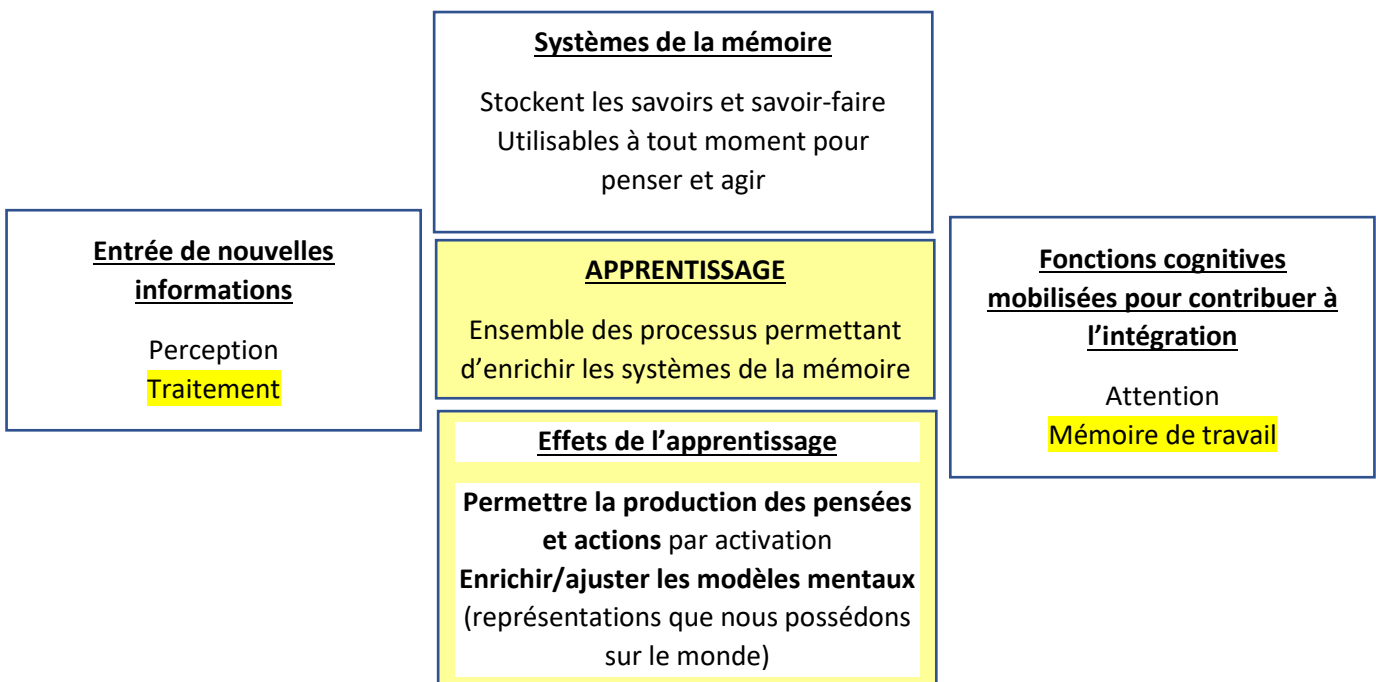 Systèmes de la mémoire
Stockent les savoirs et savoir-faire
Utilisables à tout moment pour
penser et agir
Entrée de nouvelles
informations
Perception
Traitement
APPRENTISSAGE
Ensemble des processus permettant
d’enrichir les systèmes de la mémoire
Fonctions cognitives
mobilisées pour contribuer à
l’intégration
Attention
Mémoire de travail
Effets de l’apprentissage
Permettre la production des pensées
et actions par activation
Enrichir/ajuster les modèles mentaux
(représentations que nous possédons
sur le monde)